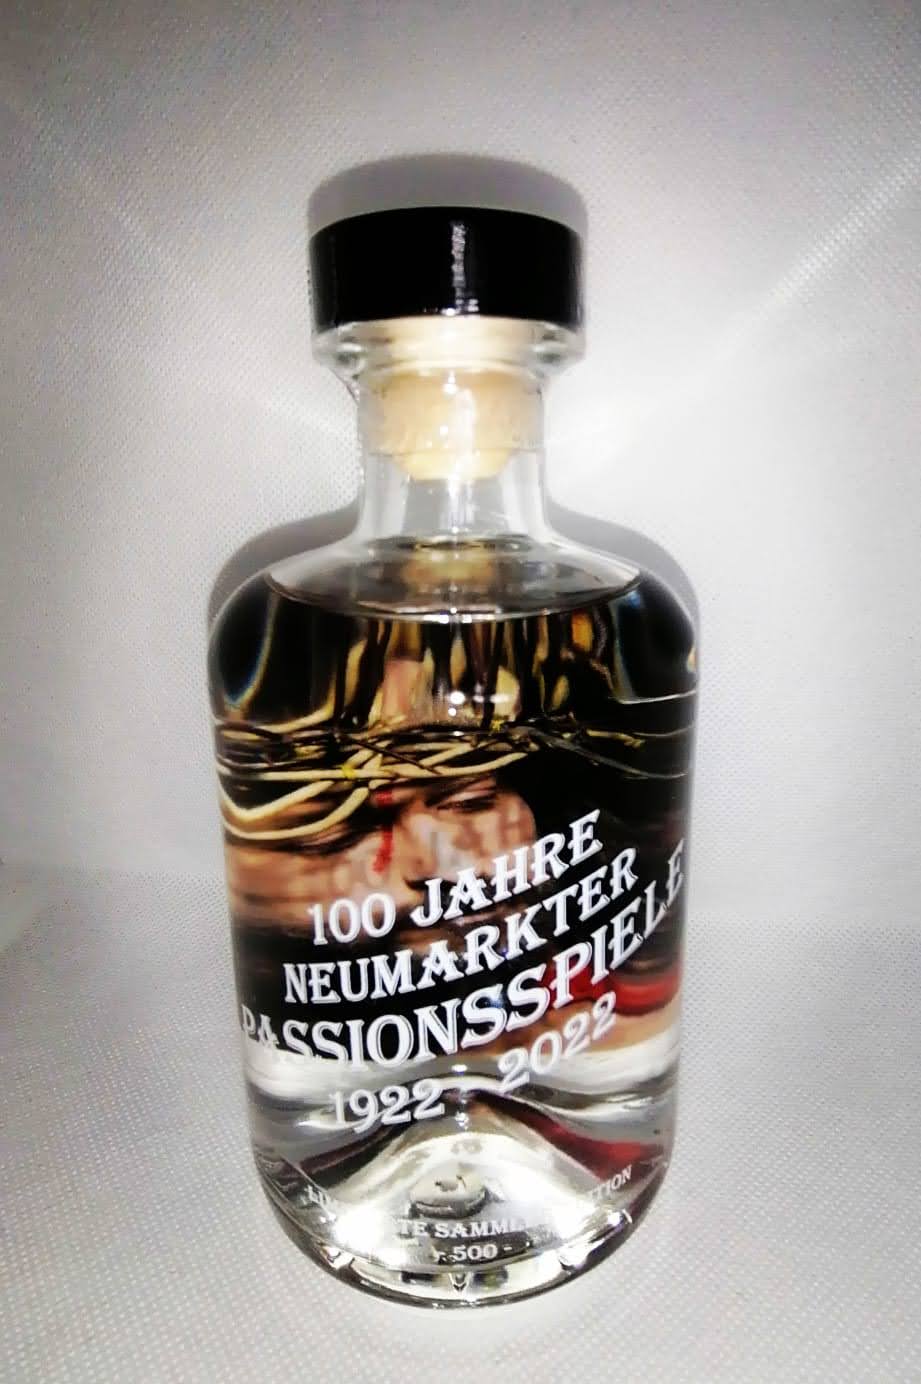 100 JAHRE
NEUMARKTER
PASSIONSSPIELE
1922 - 2022
500